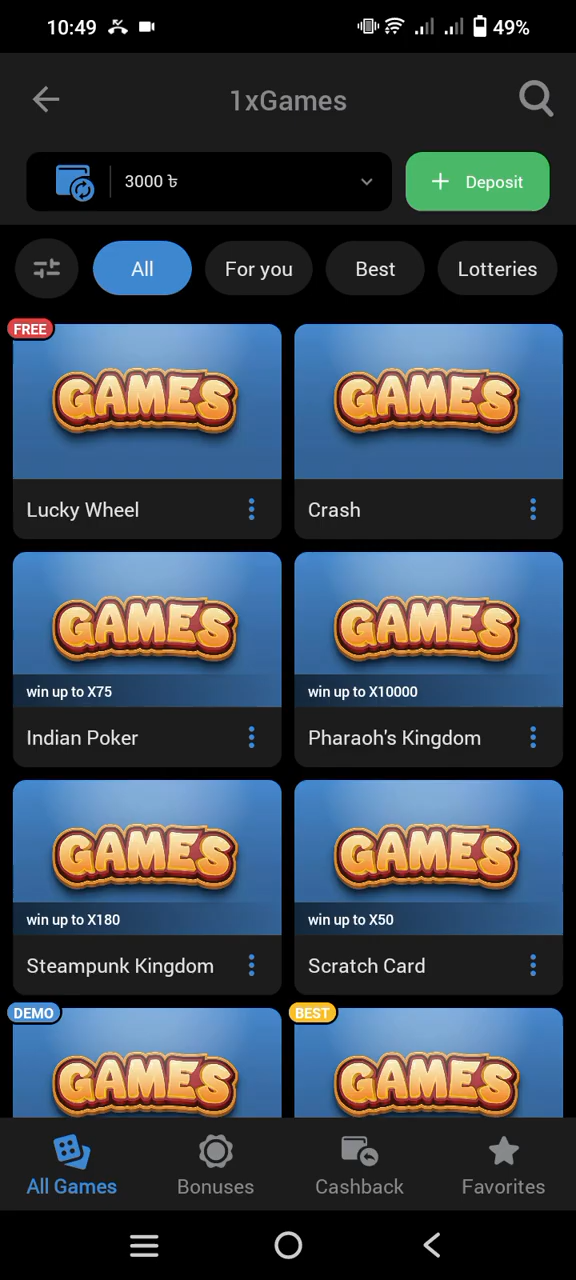 10:49 49%
1xGames
3000 ৳
+ Deposit
All For you Best Lotteries
FREE
GAMES GAMES
Lucky Wheel Crash
GAMES GAMES
win up to X75 win up to X10000
Indian Poker Pharaoh's Kingdom
GAMES GAMES
win up to X180 win up to X50
Steampunk Kingdom Scratch Card
DEMO BEST
GAMES GAMES
All Games Bonuses Cashback Favorites